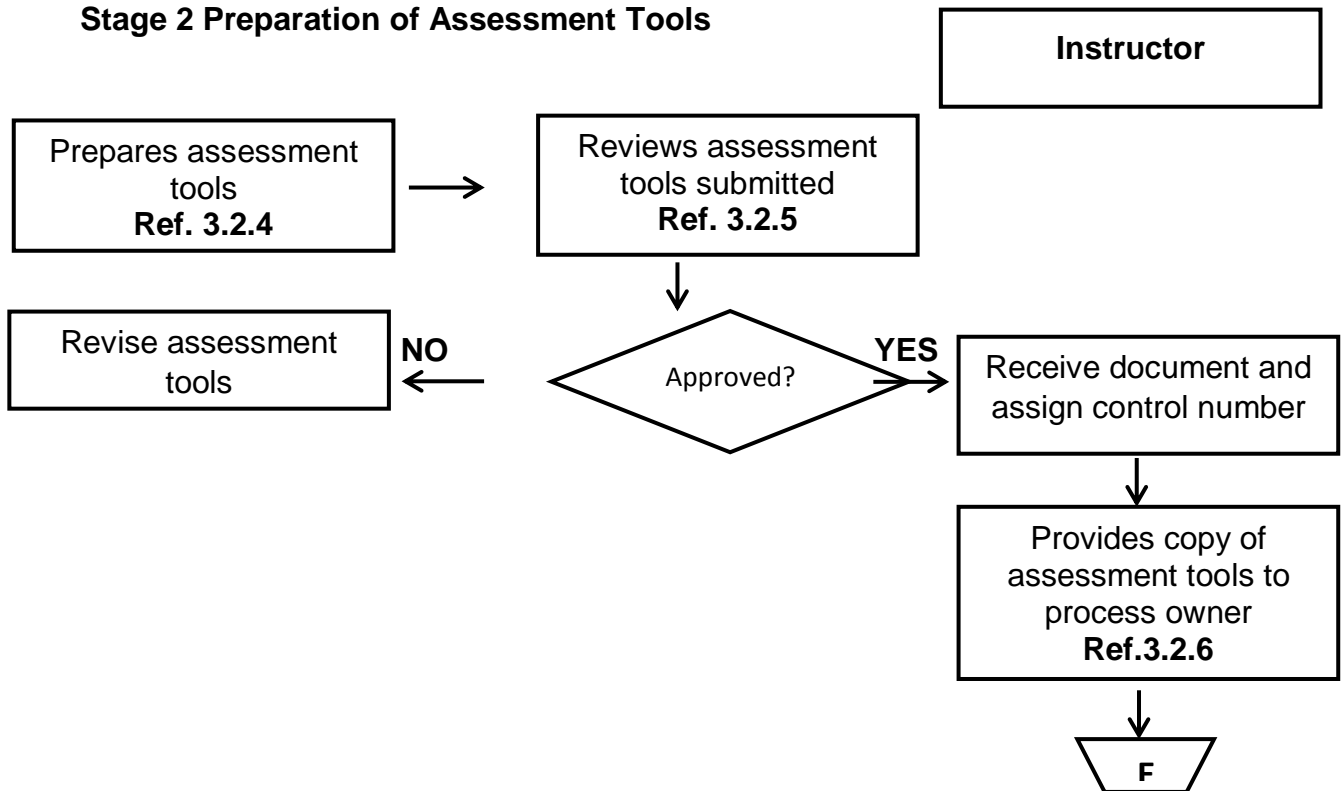 Stage 2 Preparation of Assessment Tools
Instructor
Prepares assessment
tools
Ref. 3.2.4
Reviews assessment
tools submitted
Ref. 3.2.5
Revise assessment
tools
NO
Approved?
YES
Receive document and
assign control number
Provides copy of
assessment tools to
process owner
Ref.3.2.6